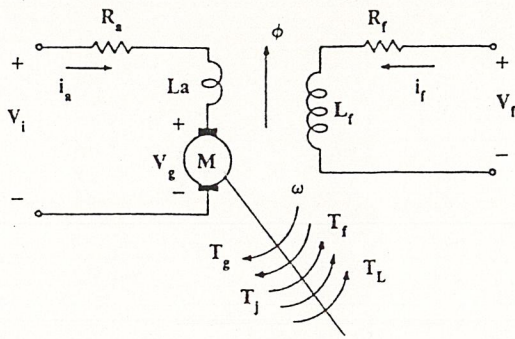 R_a
φ
R_f
+
i_a
La
i_f
+
V_i
L_f
V_f
+
V_g
M
−
−
−
ω
T_f
T_g
T_L
T_j